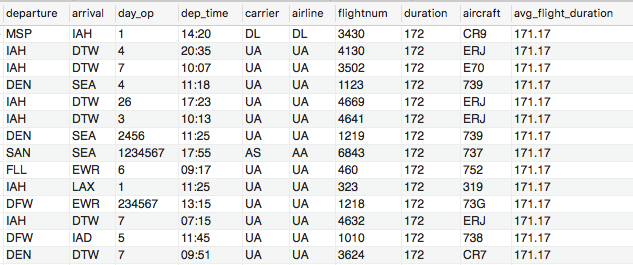 departure arrival day_op dep_time carrier airline flightnum duration aircraft avg_flight_duration
MSP IAH 1 14:20 DL DL 3430 172 CR9 171.17
IAH DTW 4 20:35 UA UA 4130 172 ERJ 171.17
IAH DTW 7 10:07 UA UA 3502 172 E70 171.17
DEN SEA 4 11:18 UA UA 1123 172 739 171.17
IAH DTW 26 17:23 UA UA 4669 172 ERJ 171.17
IAH DTW 3 10:13 UA UA 4641 172 ERJ 171.17
DEN SEA 2456 11:25 UA UA 1219 172 739 171.17
SAN SEA 1234567 17:55 AS AA 6843 172 737 171.17
FLL EWR 6 09:17 UA UA 460 172 752 171.17
IAH LAX 1 11:25 UA UA 323 172 319 171.17
DFW EWR 234567 13:15 UA UA 1218 172 73G 171.17
IAH DTW 7 07:15 UA UA 4632 172 ERJ 171.17
DFW IAD 5 11:45 UA UA 1010 172 738 171.17
DEN DTW 7 09:51 UA UA 3624 172 CR7 171.17